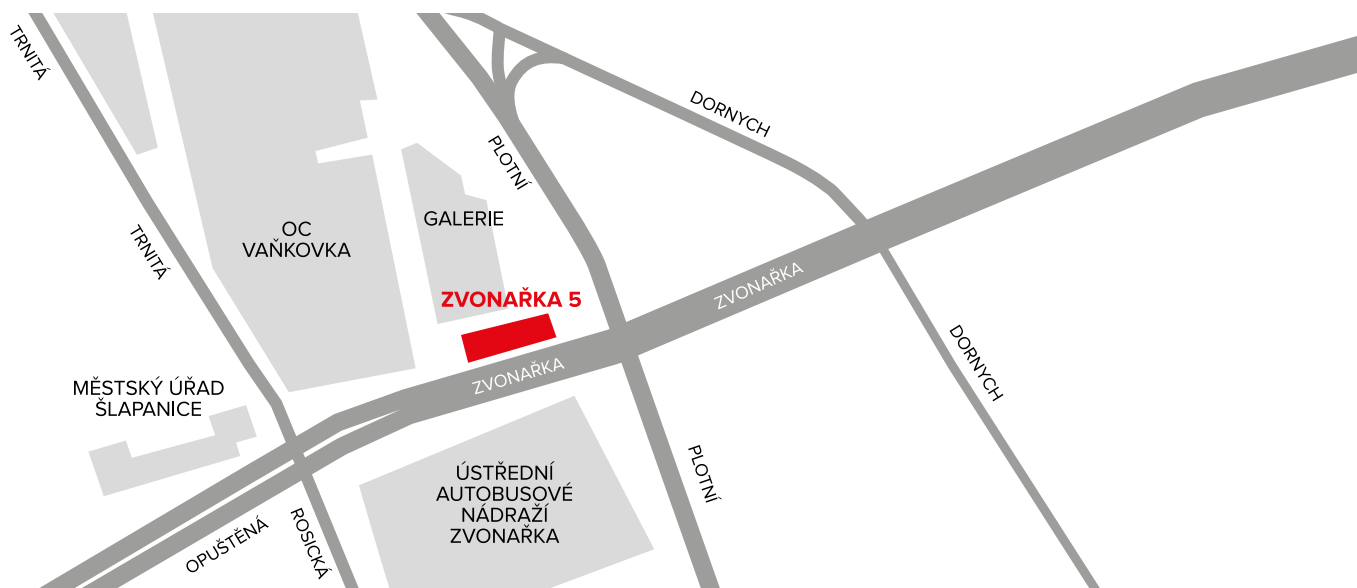 TRNITÁ
DORNYCH
PLOTNÍ
GALERIE
OC
VAŇKOVKA
TRNITÁ
ZVONAŘKA
ZVONAŘKA 5
DORNYCH
ZVONAŘKA
MĚSTSKÝ ÚŘAD
ŠLAPANICE
ÚSTŘEDNÍ
AUTOBUSOVÉ
NÁDRAŽÍ
ZVONAŘKA
PLOTNÍ
OPUŠTĚNÁ
ROSICKÁ